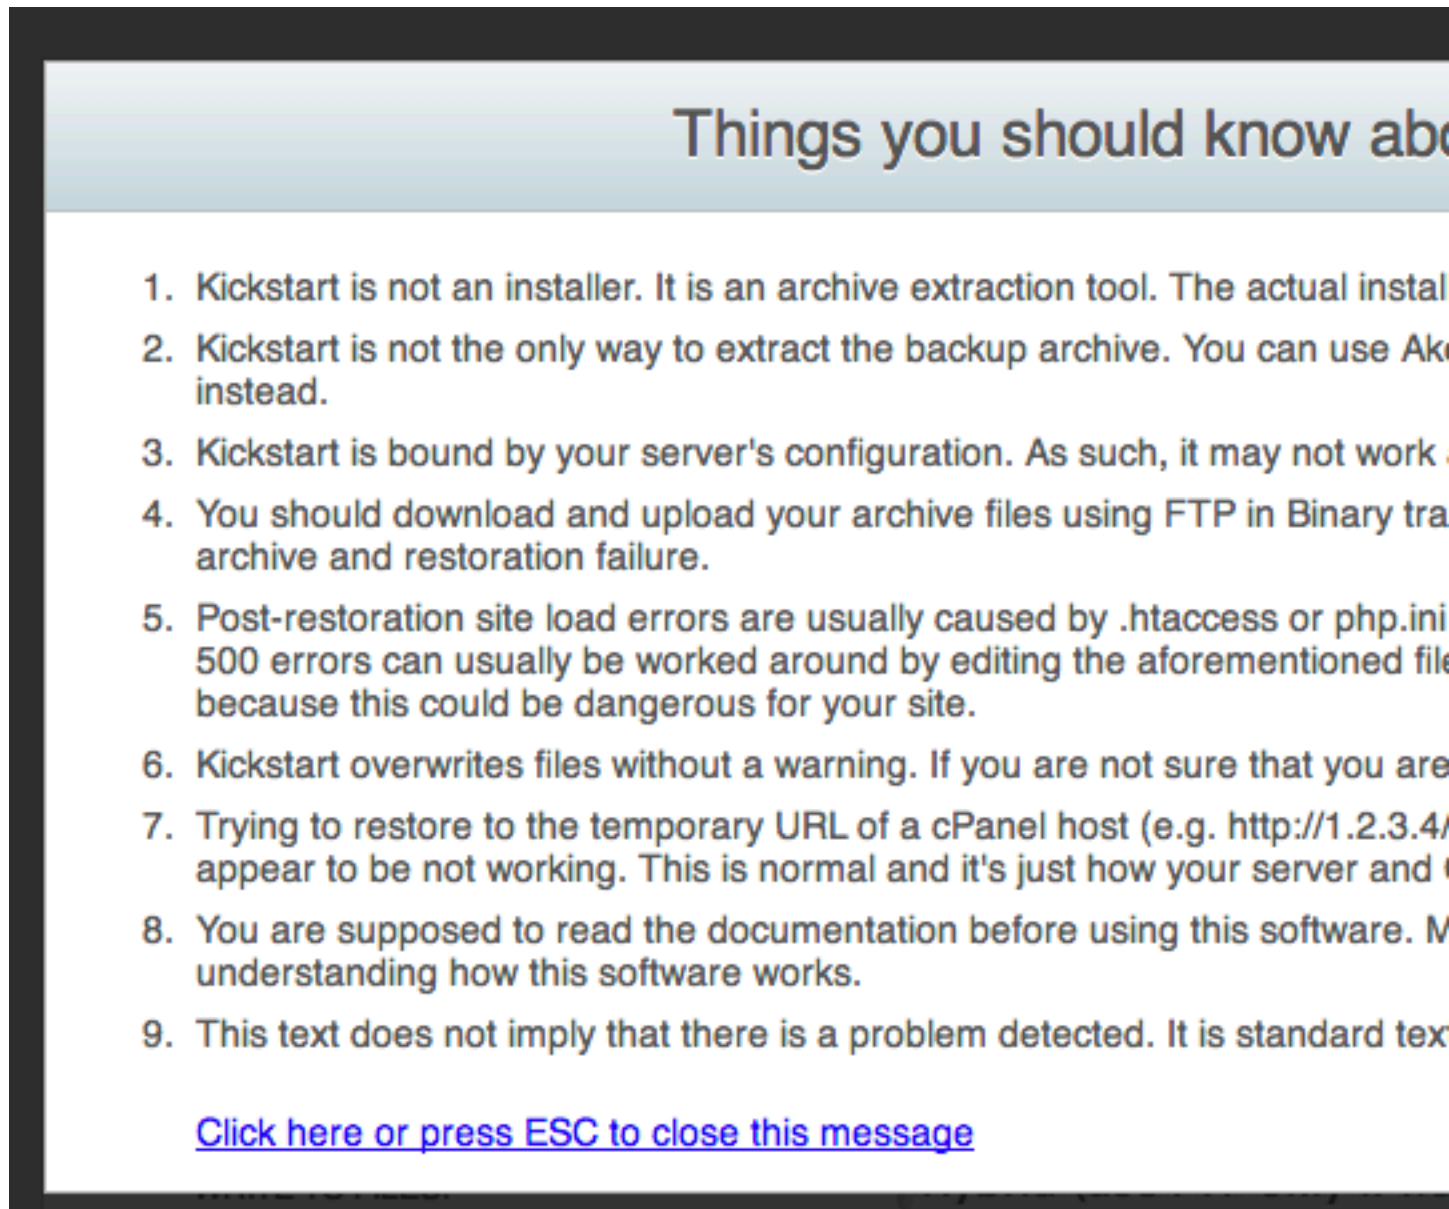 Things you should know
1. Kickstart is not an installer. It is an archive extraction tool. The actual
2. Kickstart is not the only way to extract the backup archive. You can use
instead.
3. Kickstart is bound by your server's configuration. As such, it may not work
4. You should download and upload your archive files using FTP in Binary
archive and restoration failure.
5. Post-restoration site load errors are usually caused by .htaccess or php.ini
500 errors can usually be worked around by editing the aforementioned
because this could be dangerous for your site.
6. Kickstart overwrites files without a warning. If you are not sure that you are
7. Trying to restore to the temporary URL of a cPanel host (e.g. http://1.2.3.4/
appear to be not working. This is normal and it's just how your server and
8. You are supposed to read the documentation before using this software.
understanding how this software works.
9. This text does not imply that there is a problem detected. It is standard
Click here or press ESC to close this message